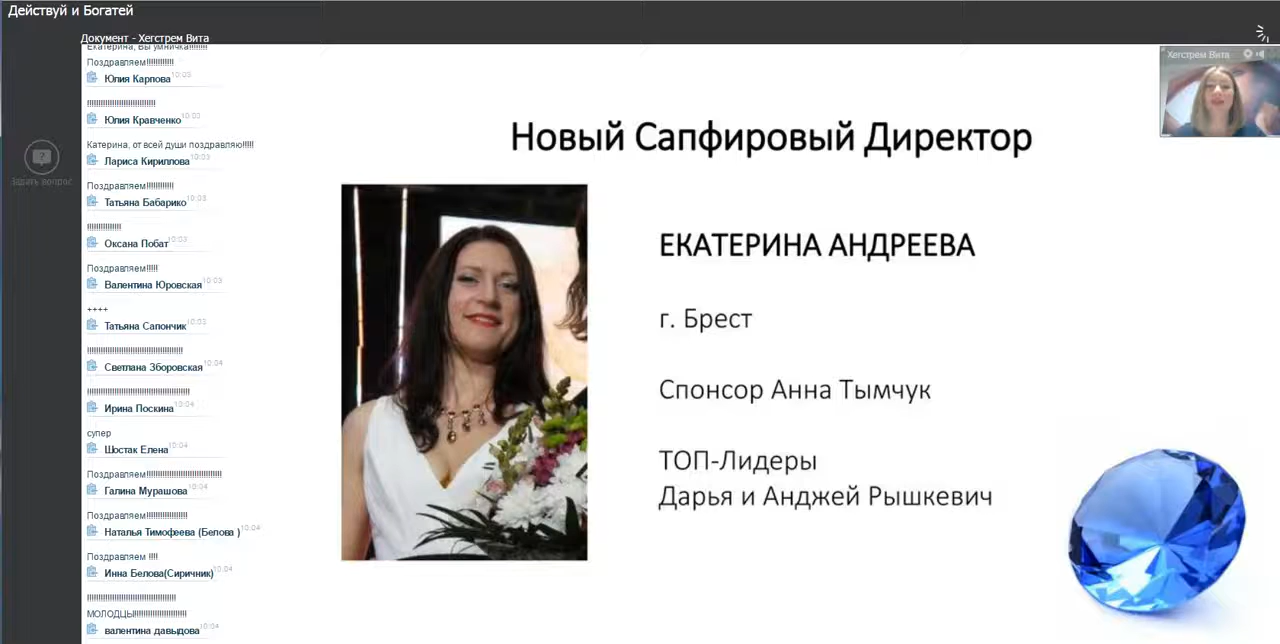 Действуй и Богатей
Документ - Хегстрем Вита
Екатерина, Вы умничка!!!!!!!!!
Поздравляем!!!!!!!!!!!!
Юлия Карпова 10:03
!!!!!!!!!!!!!!!!!!!!!!!!!!!!!!
Юлия Кравченко 10:03
Катерина, от всей души поздравляю!!!!!
Лариса Кириллова 10:03
Поздравляем!!!!!!!!!!!!
Татьяна Бабарико 10:03
!!!!!!!!!!!!!!!
Оксана Побат 10:03
Поздравляем!!!!!
Валентина Юровская 10:03
++++
Татьяна Сапончик 10:03
!!!!!!!!!!!!!!!!!!!!!!!!!!!!!!!!!!!!!!!!!!
Светлана Зборовская 10:04
!!!!!!!!!!!!!!!!!!!!!!!!!!!!!!!!!!!!!!!!!!!!!
Ирина Поскина 10:04
супер
Шостак Елена 10:04
Поздравляем!!!!!!!!!!!!!!!!!!!!!!!!!!!!!!!!!
Галина Мурашова 10:04
Поздравляем!!!!!!!!!!!!!!!!!!
Наталья Тимофеева (Белова ) 10:04
Поздравляем !!!!
Инна Белова(Сиричник) 10:04
!!!!!!!!!!!!!!!!!!!!!!!!!!!!!!!!!!!!!!!
МОЛОДЦЫ!!!!!!!!!!!!!!!!!!!!!!!
валентина давыдова 10:04
Задать вопрос
Хегстрем Вита
Новый Сапфировый Директор
ЕКАТЕРИНА АНДРЕЕВА
г. Брест
Спонсор Анна Тымчук
ТОП-Лидеры
Дарья и Анджей Рышкевич